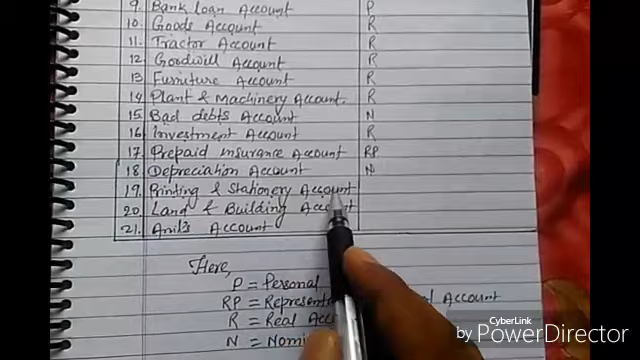 9. Bank loan Account P
10. Goods Account R
11. Tractor Account R
12 Goodwill Account R
13 Furniture Account R
14 Plant & Machinery Account. R
15. Bad debts Account N
16. Investment Account R
17. Prepaid insurance Account RP
18. Depreciation Account N
19. Printing & Stationery Account
20. Land & Building Account
21. Anil's Account
Here,
P = Personal
RP = Account
R = Real
N =
CyberLink
by PowerDirector